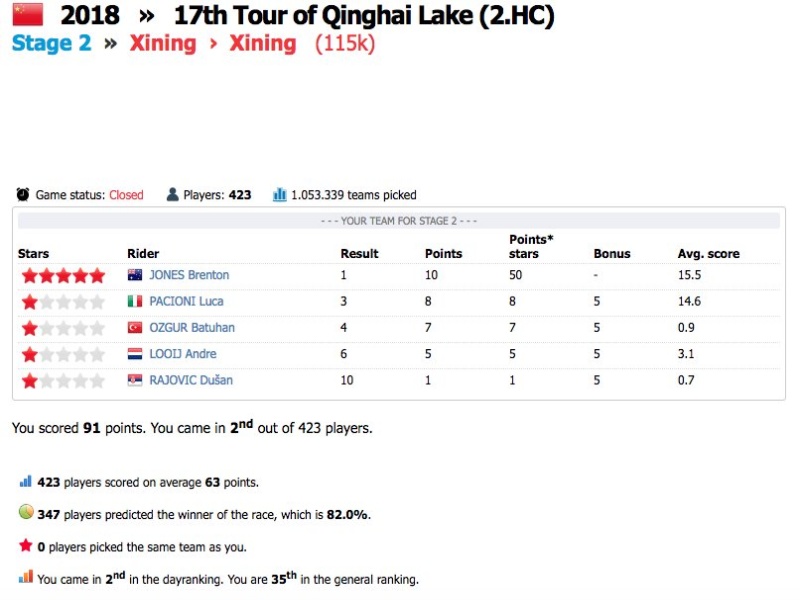 2018 » 17th Tour of Qinghai Lake (2.HC)
Stage 2 » Xining › Xining (115k)
Game status: Closed Players: 423 1.053.339 teams picked
- - - YOUR TEAM FOR STAGE 2 - - -
Stars Rider Result Points Points* stars Bonus Avg. score
JONES Brenton 1 10 50 - 15.5
PACIONI Luca 3 8 8 5 14.6
OZGUR Batuhan 4 7 7 5 0.9
LOOIJ Andre 6 5 5 5 3.1
RAJOVIC Dušan 10 1 1 5 0.7
You scored 91 points. You came in 2nd out of 423 players.
423 players scored on average 63 points.
347 players predicted the winner of the race, which is 82.0%.
0 players picked the same team as you.
You came in 2nd in the dayranking. You are 35th in the general ranking.